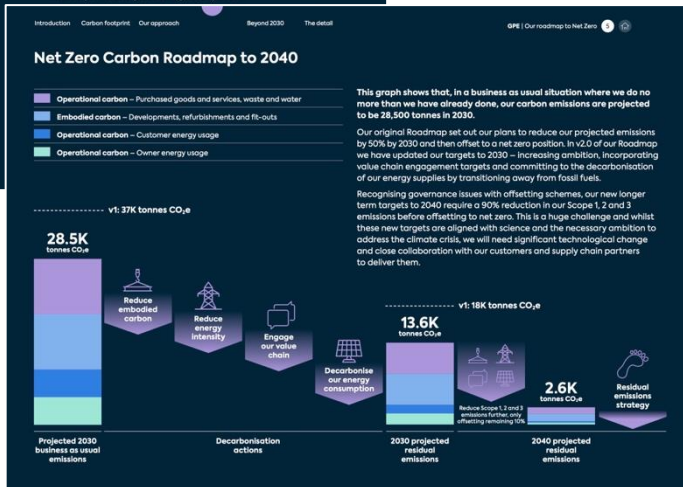 Introduction Carbon footprint Our approach Beyond 2030 The detail
GPE | Our roadmap to Net Zero 5
Net Zero Carbon Roadmap to 2040
Operational carbon – Purchased goods and services, waste and water
Embodied carbon – Developments, refurbishments and fit-outs
Operational carbon – Customer energy usage
Operational carbon – Owner energy usage
This graph shows that, in a business as usual situation where we do no
more than we have already done, our carbon emissions are projected
to be 28,500 tonnes in 2030.
Our original Roadmap set out our plans to reduce our projected emissions
by 50% by 2030 and then offset to a net zero position. In v2.0 of our Roadmap
we have updated our targets to 2030 – increasing ambition, incorporating
value chain engagement targets and committing to the decarbonisation
of our energy supplies by transitioning away from fossil fuels.
Recognising governance issues with offsetting schemes, our new longer
term targets to 2040 require a 90% reduction in our Scope 1, 2 and 3
emissions before offsetting to net zero. This is a huge challenge and whilst
these new targets are aligned with science and the necessary ambition to
address the climate crisis, we will need significant technological change
and close collaboration with our customers and supply chain partners
to deliver them.
v1: 37K tonnes CO₂e
28.5K
tonnes CO₂e
Reduce
embodied
carbon
Reduce
energy
intensity
Engage
our value
chain
Decarbonise
our energy
consumption
v1: 18K tonnes CO₂e
13.6K
tonnes CO₂e
Reduce Scope 1, 2 and 3
emissions further, only
offsetting remaining 10%
2.6K
tonnes CO₂e
Residual
emissions
strategy
Projected 2030
business as usual
emissions
Decarbonisation
actions
2030 projected
residual
emissions
2040 projected
residual
emissions